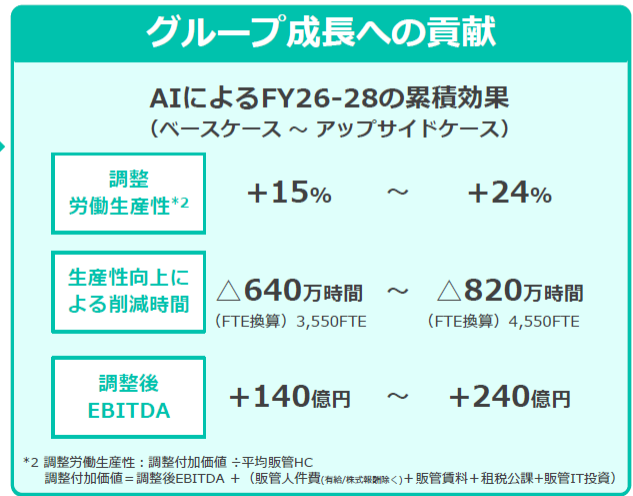 グループ成長への貢献
AIによるFY26-28の累積効果
（ベースケース ～ アップサイドケース）
調整
労働生産性*2
+15% ～ +24%
生産性向上に
よる削減時間
△640万時間 ～ △820万時間
（FTE換算）3,550FTE （FTE換算）4,550FTE
調整後
EBITDA
+140億円 ～ +240億円
*2 調整労働生産性：調整付加価値 ÷平均販管HC
調整付加価値＝調整後EBITDA ＋（販管人件費(有給/株式報酬除く)＋販管賃料＋租税公課＋販管IT投資）